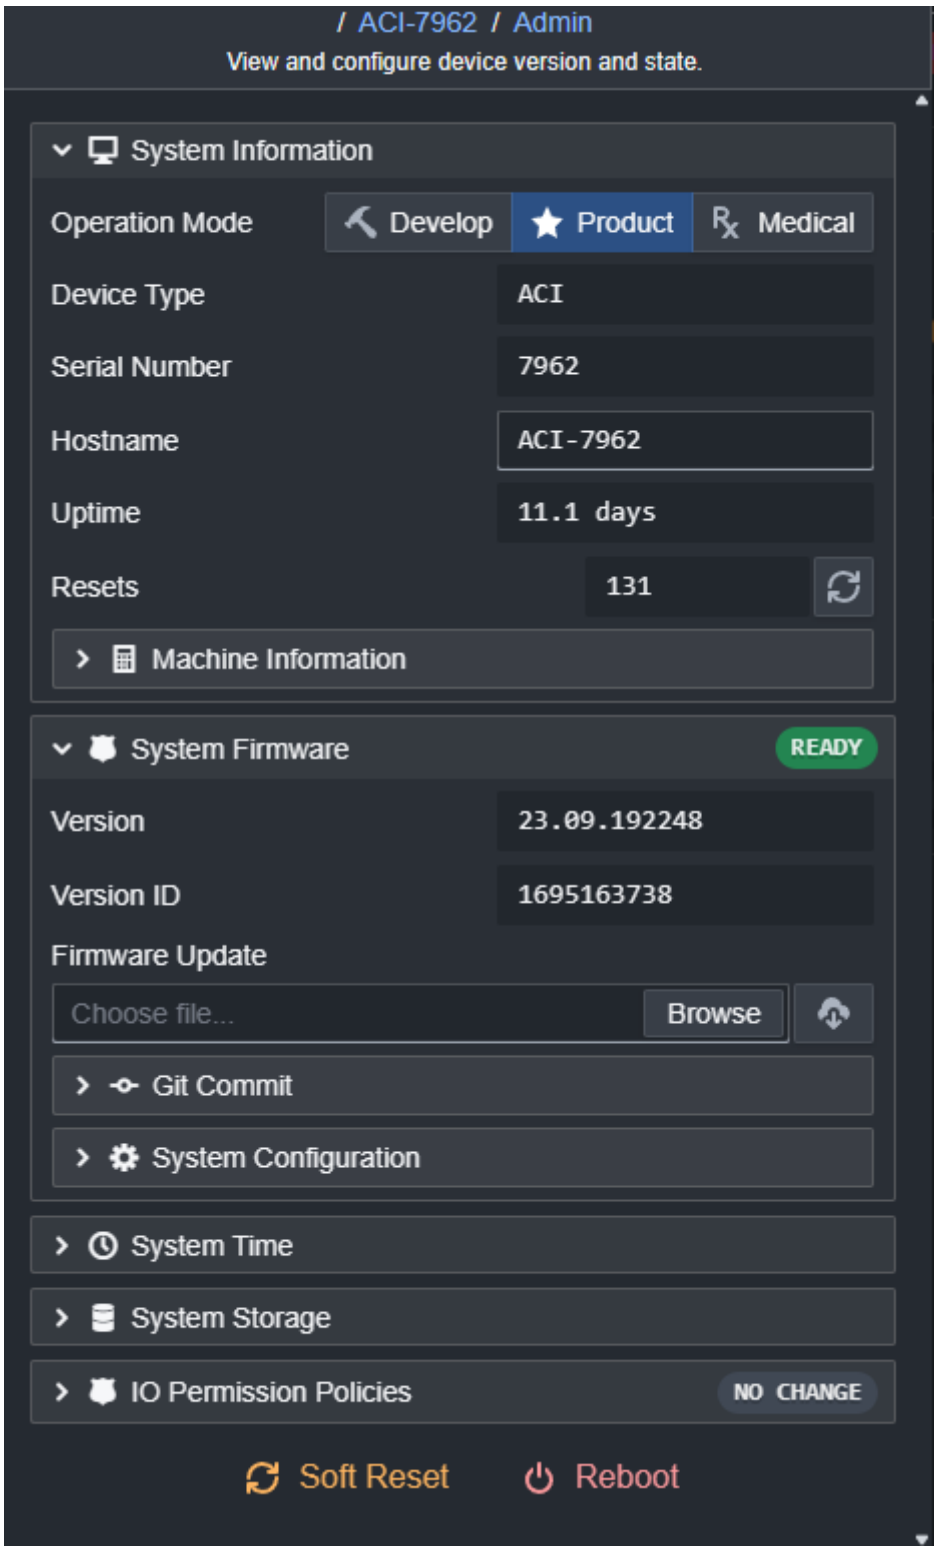 / ACI-7962 / Admin
View and configure device version and state.
System Information
Operation Mode Develop Product Rx Medical
Device Type ACI
Serial Number 7962
Hostname ACI-7962
Uptime 11.1 days
Resets 131
Machine Information
System Firmware READY
Version 23.09.192248
Version ID 1695163738
Firmware Update
Choose file... Browse
Git Commit
System Configuration
System Time
System Storage
IO Permission Policies NO CHANGE
Soft Reset Reboot